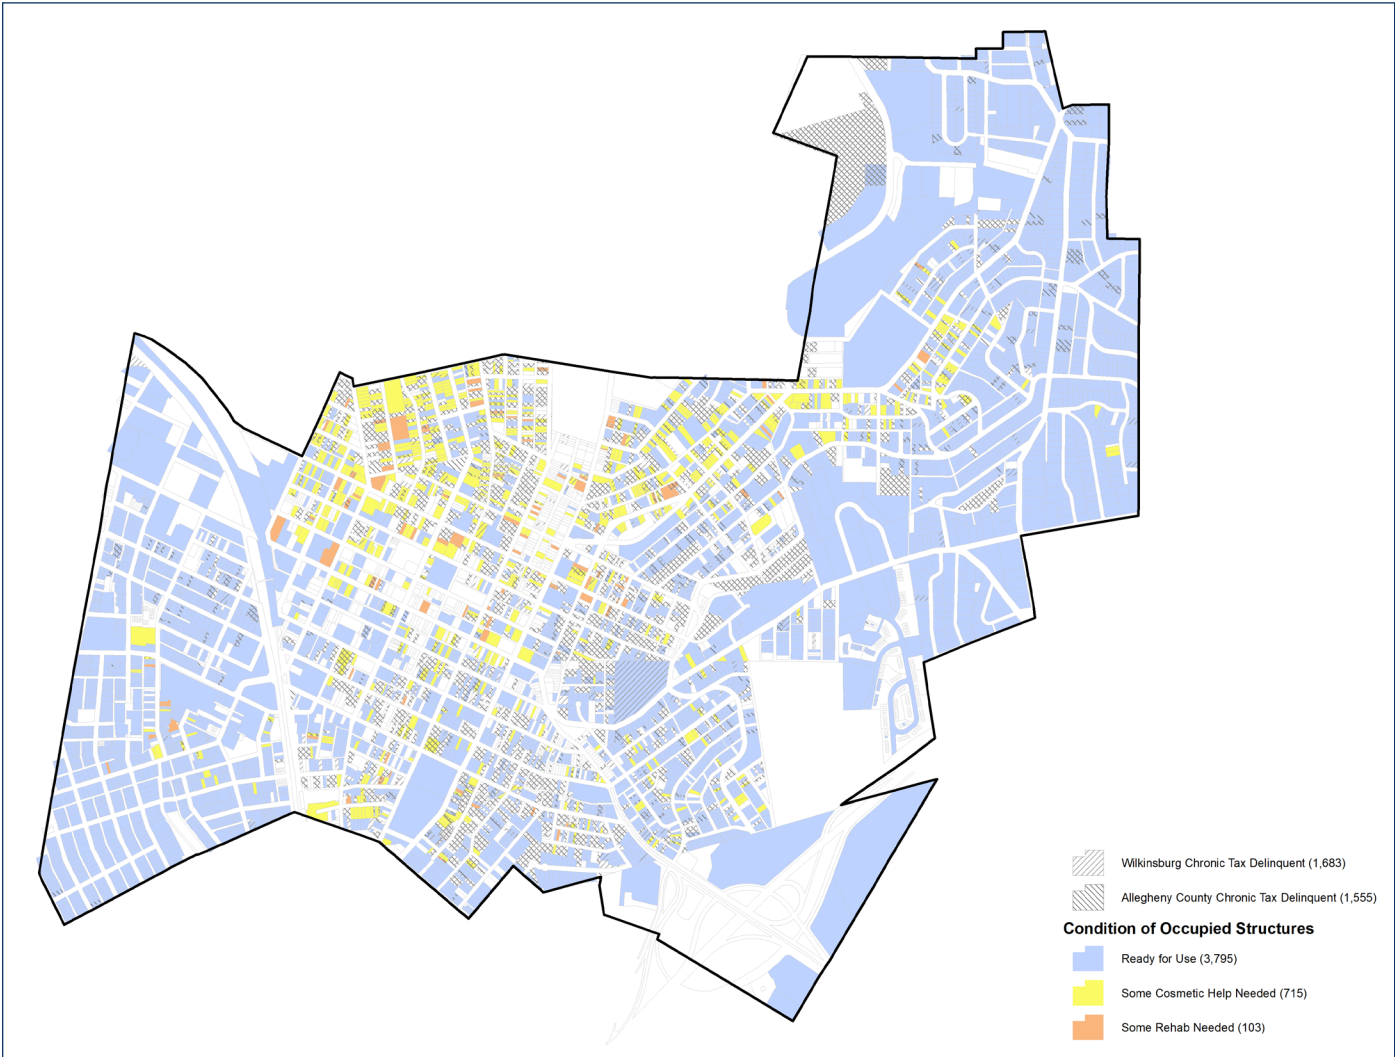 Wilkinsburg Chronic Tax Delinquent (1,683)
Allegheny County Chronic Tax Delinquent (1,555)
Condition of Occupied Structures
Ready for Use (3,795)
Some Cosmetic Help Needed (715)
Some Rehab Needed (103)